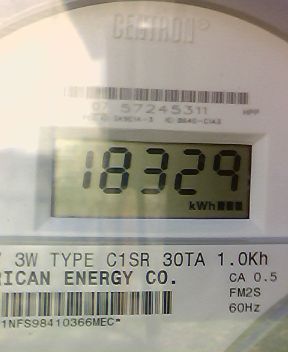 CENTRON®
07 57245311 HPP
18329
kWh
3W TYPE C1SR 30TA 1.0Kh
RICAN ENERGY CO. CA 0.5
FM2S
60Hz
1NFS98410366MEC*